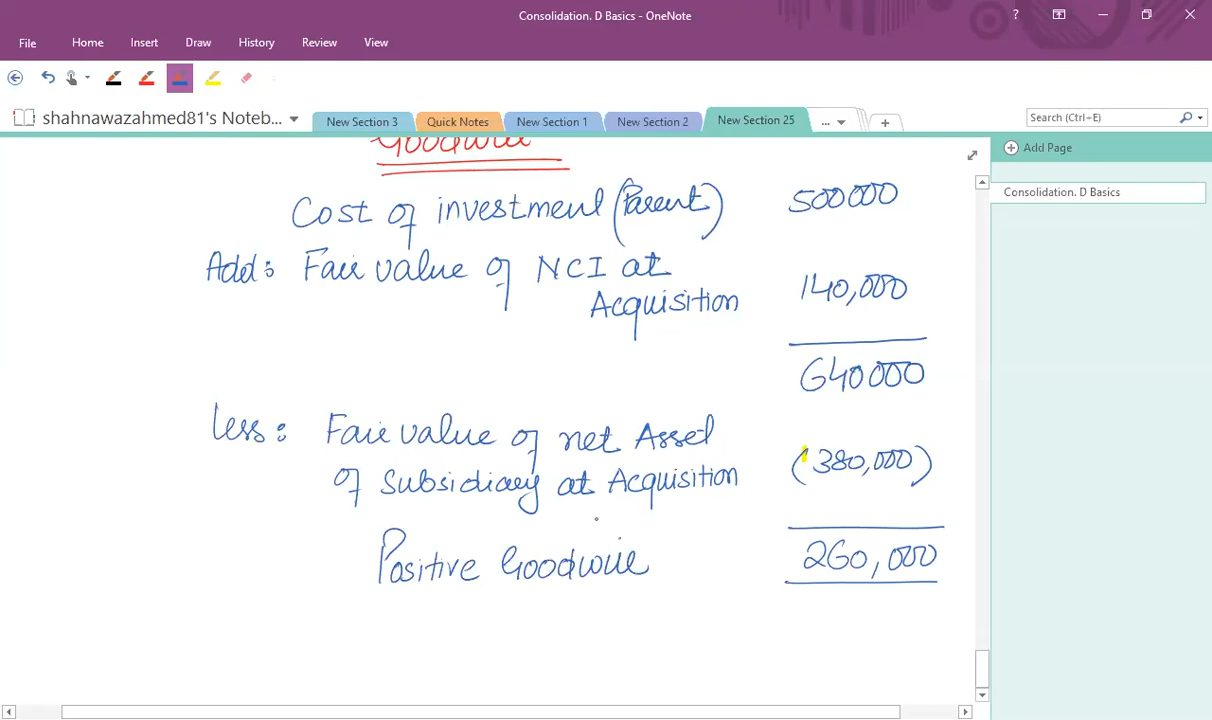 Consolidation. D Basics - OneNote
?
File Home Insert Draw History Review View
shahnawazahmed81's Noteb... New Section 3 Quick Notes New Section 1 New Section 2 New Section 25 ... + Search (Ctrl+E)
Add Page
Consolidation. D Basics
Goodwill
Cost of investment (Parent) 500000
Add: Fair value of NCI at
Acquisition 140,000
640000
Less: Fair value of net Asset
of Subsidiary at Acquisition (380,000)
Positive Goodwill 260,000